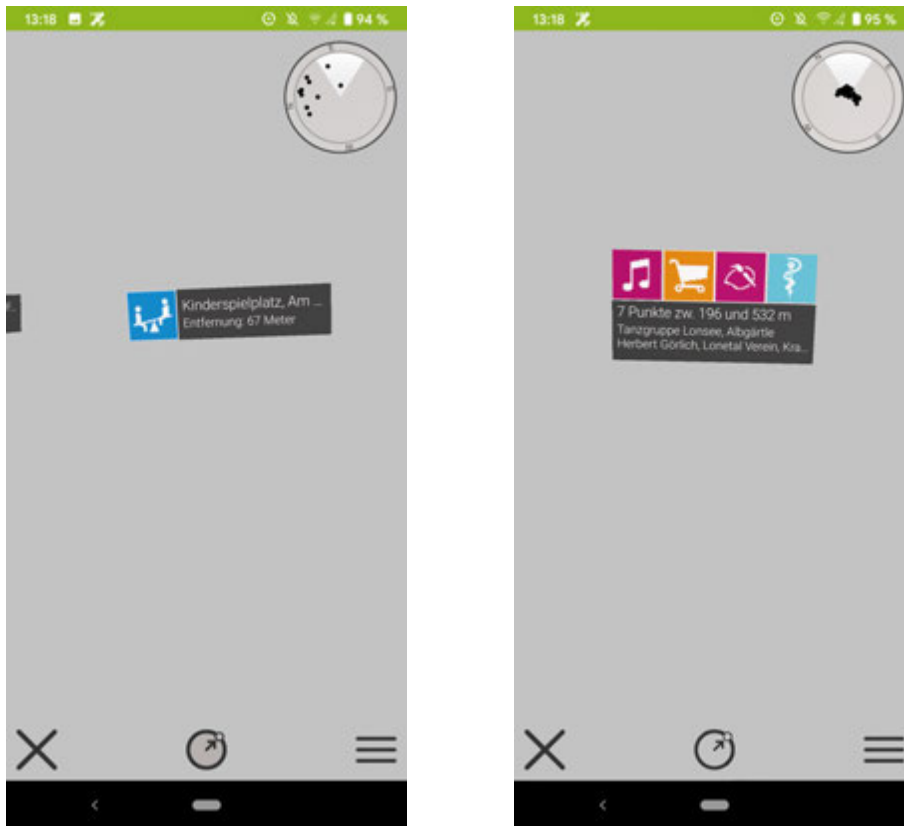 13:18
94 %
Kinderspielplatz, Am ...
Entfernung: 67 Meter
13:18
95 %
7 Punkte zw. 196 und 532 m
Tanzgruppe Lonsee, Albgärtle
Herbert Görlich, Lonetal Verein, Kra...